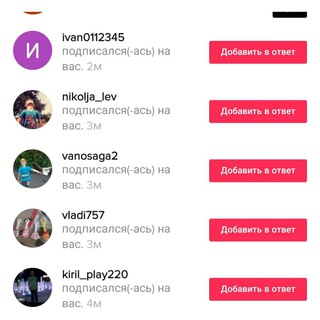 И
ivan0112345
подписался(-ась) на
вас. 2м
Добавить в ответ
nikolja_lev
подписался(-ась) на
вас. 3м
Добавить в ответ
vanosaga2
подписался(-ась) на
вас. 3м
Добавить в ответ
vladi757
подписался(-ась) на
вас. 3м
Добавить в ответ
kiril_play220
подписался(-ась) на
вас. 4м
Добавить в ответ